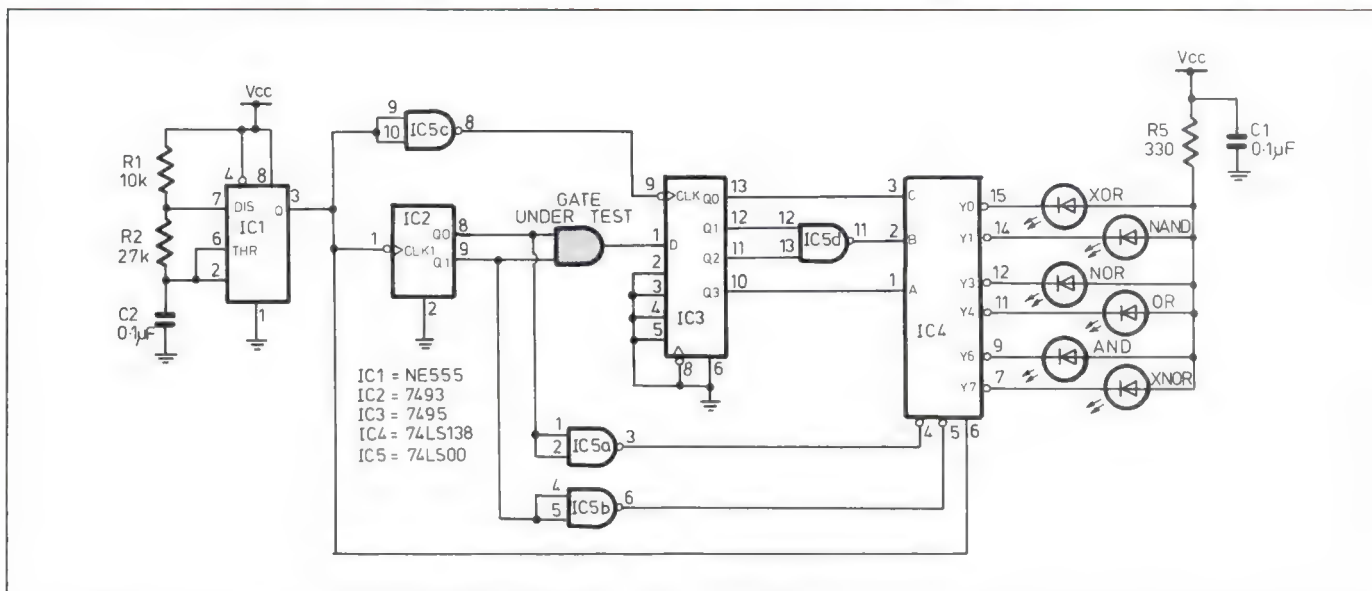 Vcc
R1
10k
R2
27k
C2
0·1µF
4
8
7
DIS
Q
3
IC1
6
THR
2
1
9
10
IC5c
8
IC2
1
CLK1
Q0
8
Q1
9
2
GATE
UNDER TEST
IC1 = NE555
IC2 = 7493
IC3 = 7495
IC4 = 74LS138
IC5 = 74LS00
1
2
IC5a
3
4
5
IC5b
6
9
CLK
Q0
13
1
D
Q1
12
2
Q2
11
3
4
Q3
10
5
IC3
8
6
12
13
IC5d
11
3
C
2
B
1
A
IC4
Y0
15
Y1
14
Y3
12
Y4
11
Y6
9
Y7
7
4
5
6
XOR
NAND
NOR
OR
AND
XNOR
Vcc
R5
330
C1
0·1µF